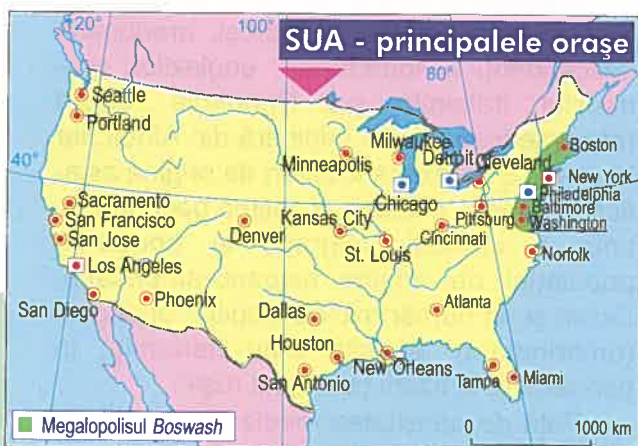 120°
100°
SUA - principalele orașe
80°
Seattle
Portland
Boston
Milwaukee
Detroit
Minneapolis
Cleveland
New York
40°
40°
Philadelphia
Chicago
Sacramento
Baltimore
San Francisco
Kansas City
Pittsburg
Washington
Denver
Cincinnati
San Jose
St. Louis
Norfolk
Los Angeles
San Diego
Phoenix
Dallas
Atlanta
Houston
New Orleans
San Antonio
Tampa
Miami
Megalopolisul Boswash
0 1000 km